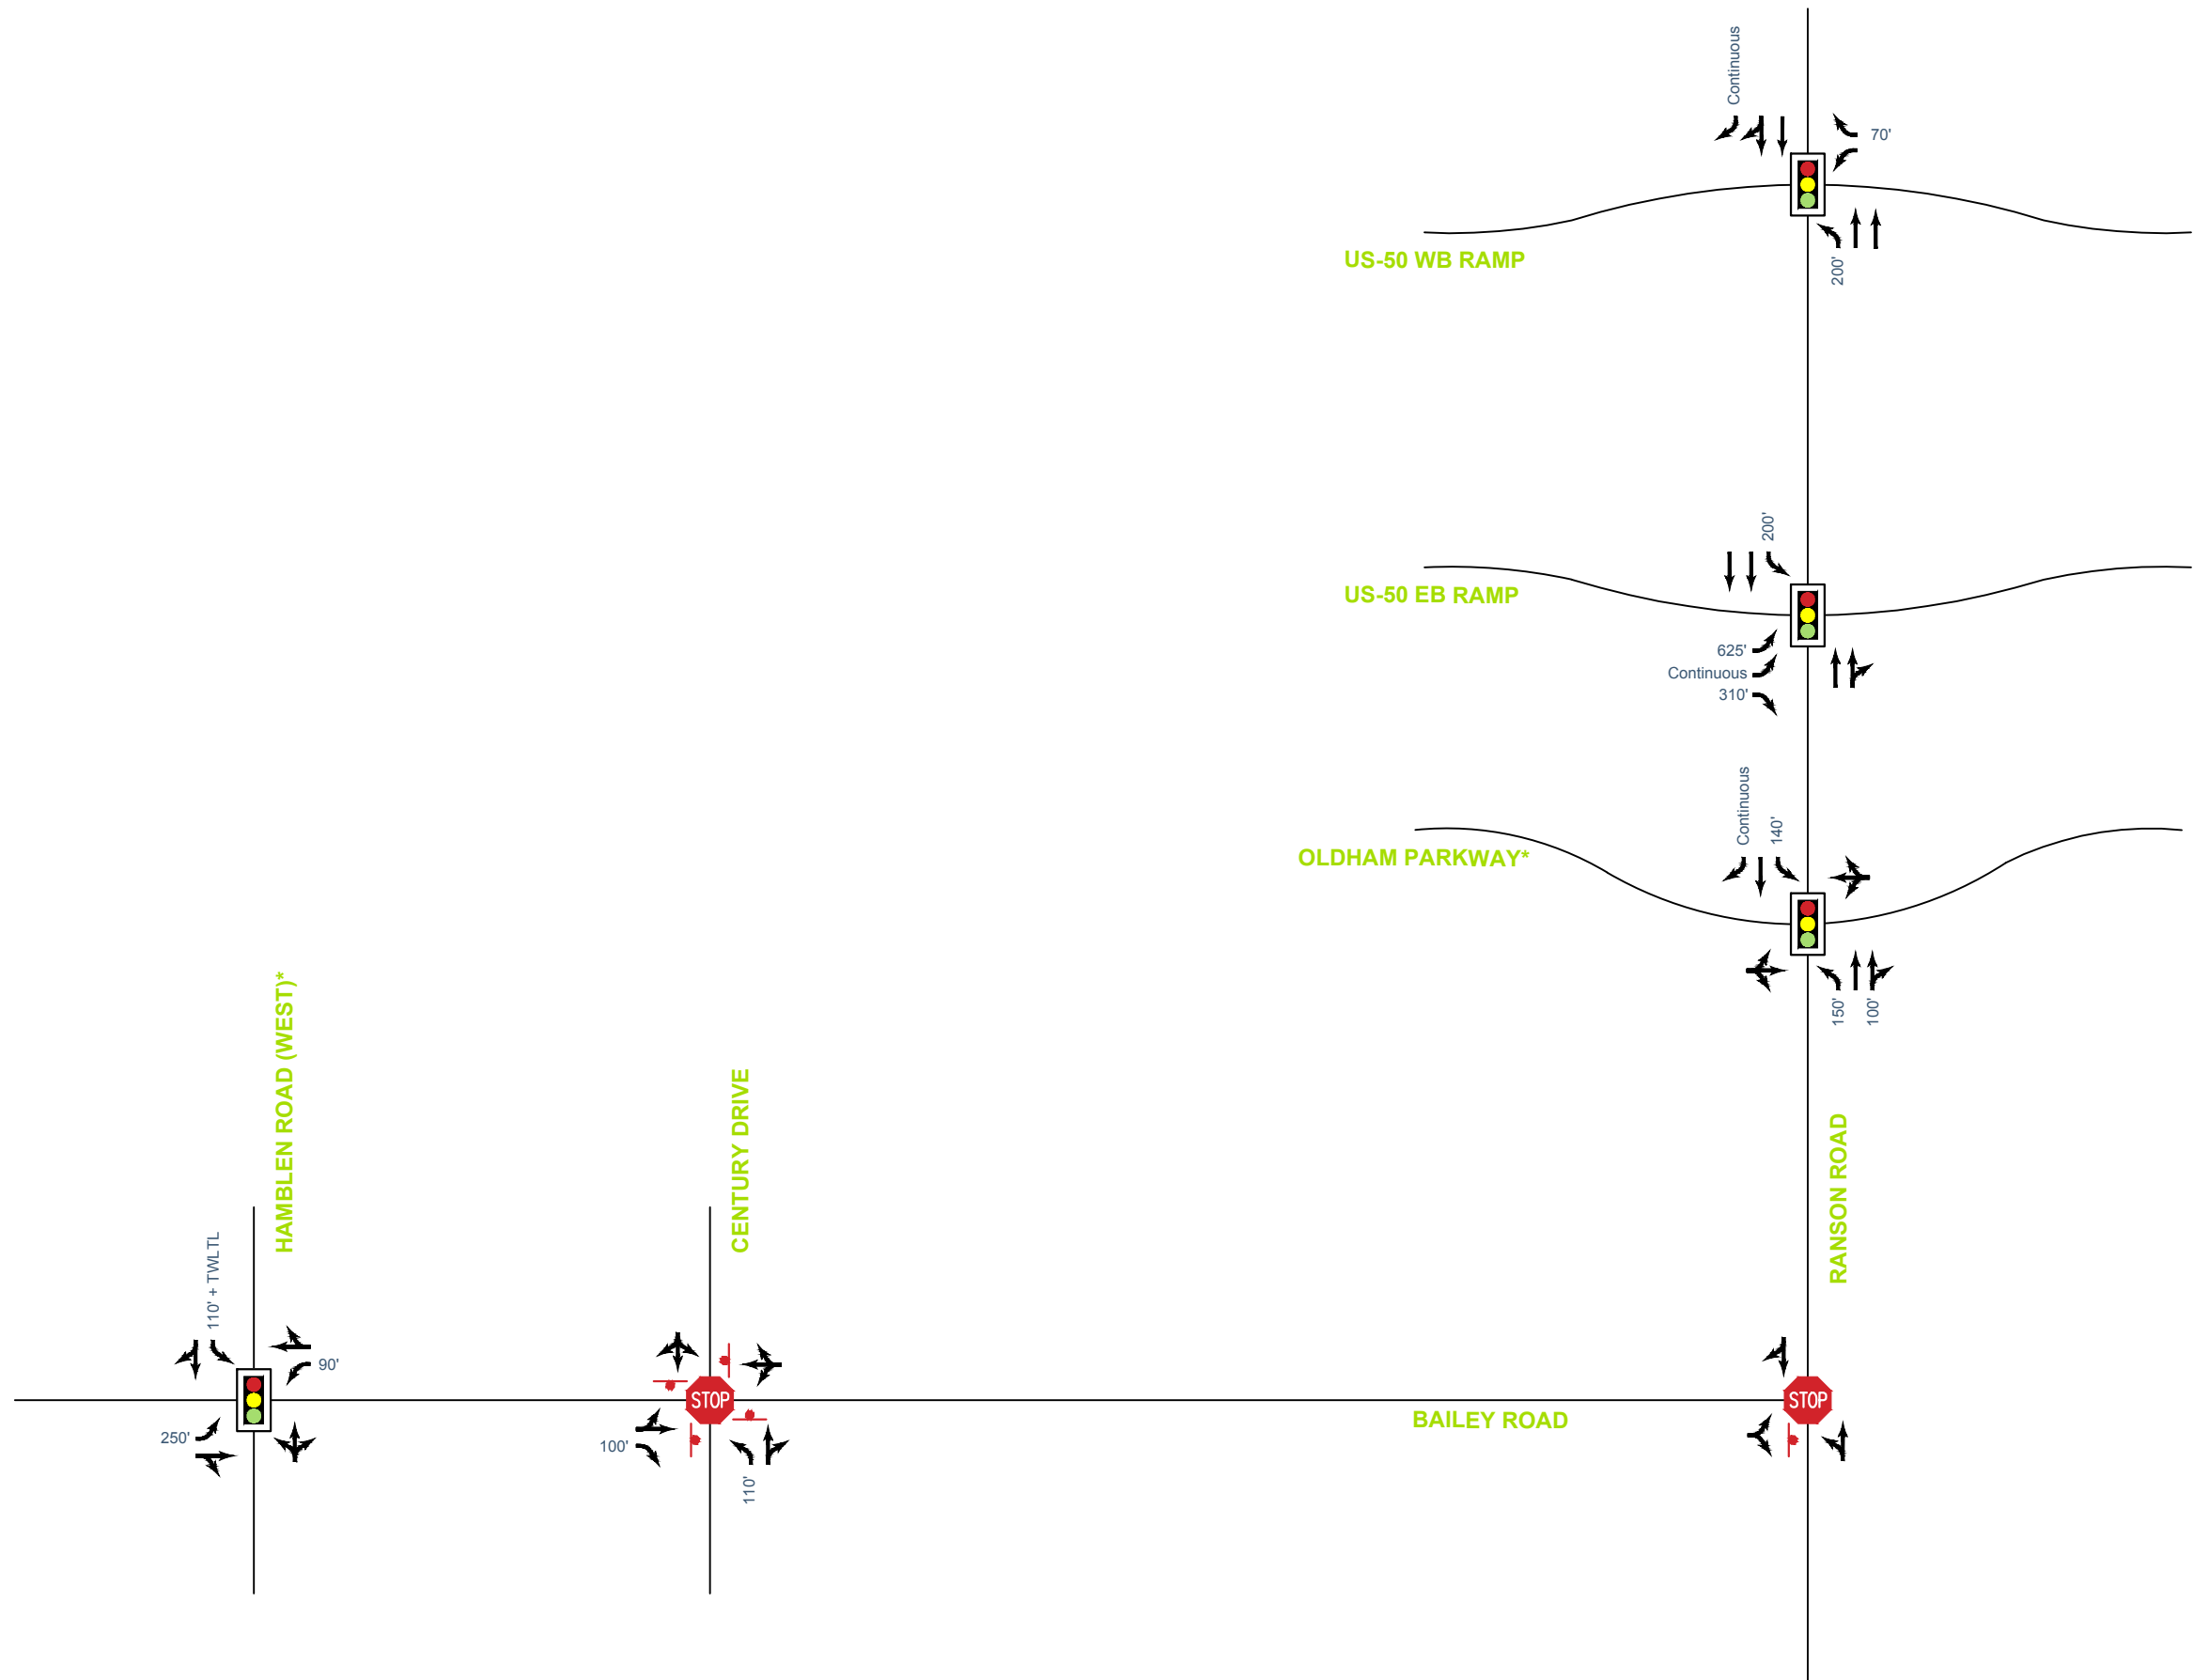 Continuous
70'
US-50 WB RAMP
200'
200'
US-50 EB RAMP
625'
Continuous
310'
Continuous
140'
OLDHAM PARKWAY*
150'
100'
HAMBLEN ROAD (WEST)*
CENTURY DRIVE
RANSON ROAD
110' + TWLTL
90'
250'
STOP
100'
110'
STOP
BAILEY ROAD